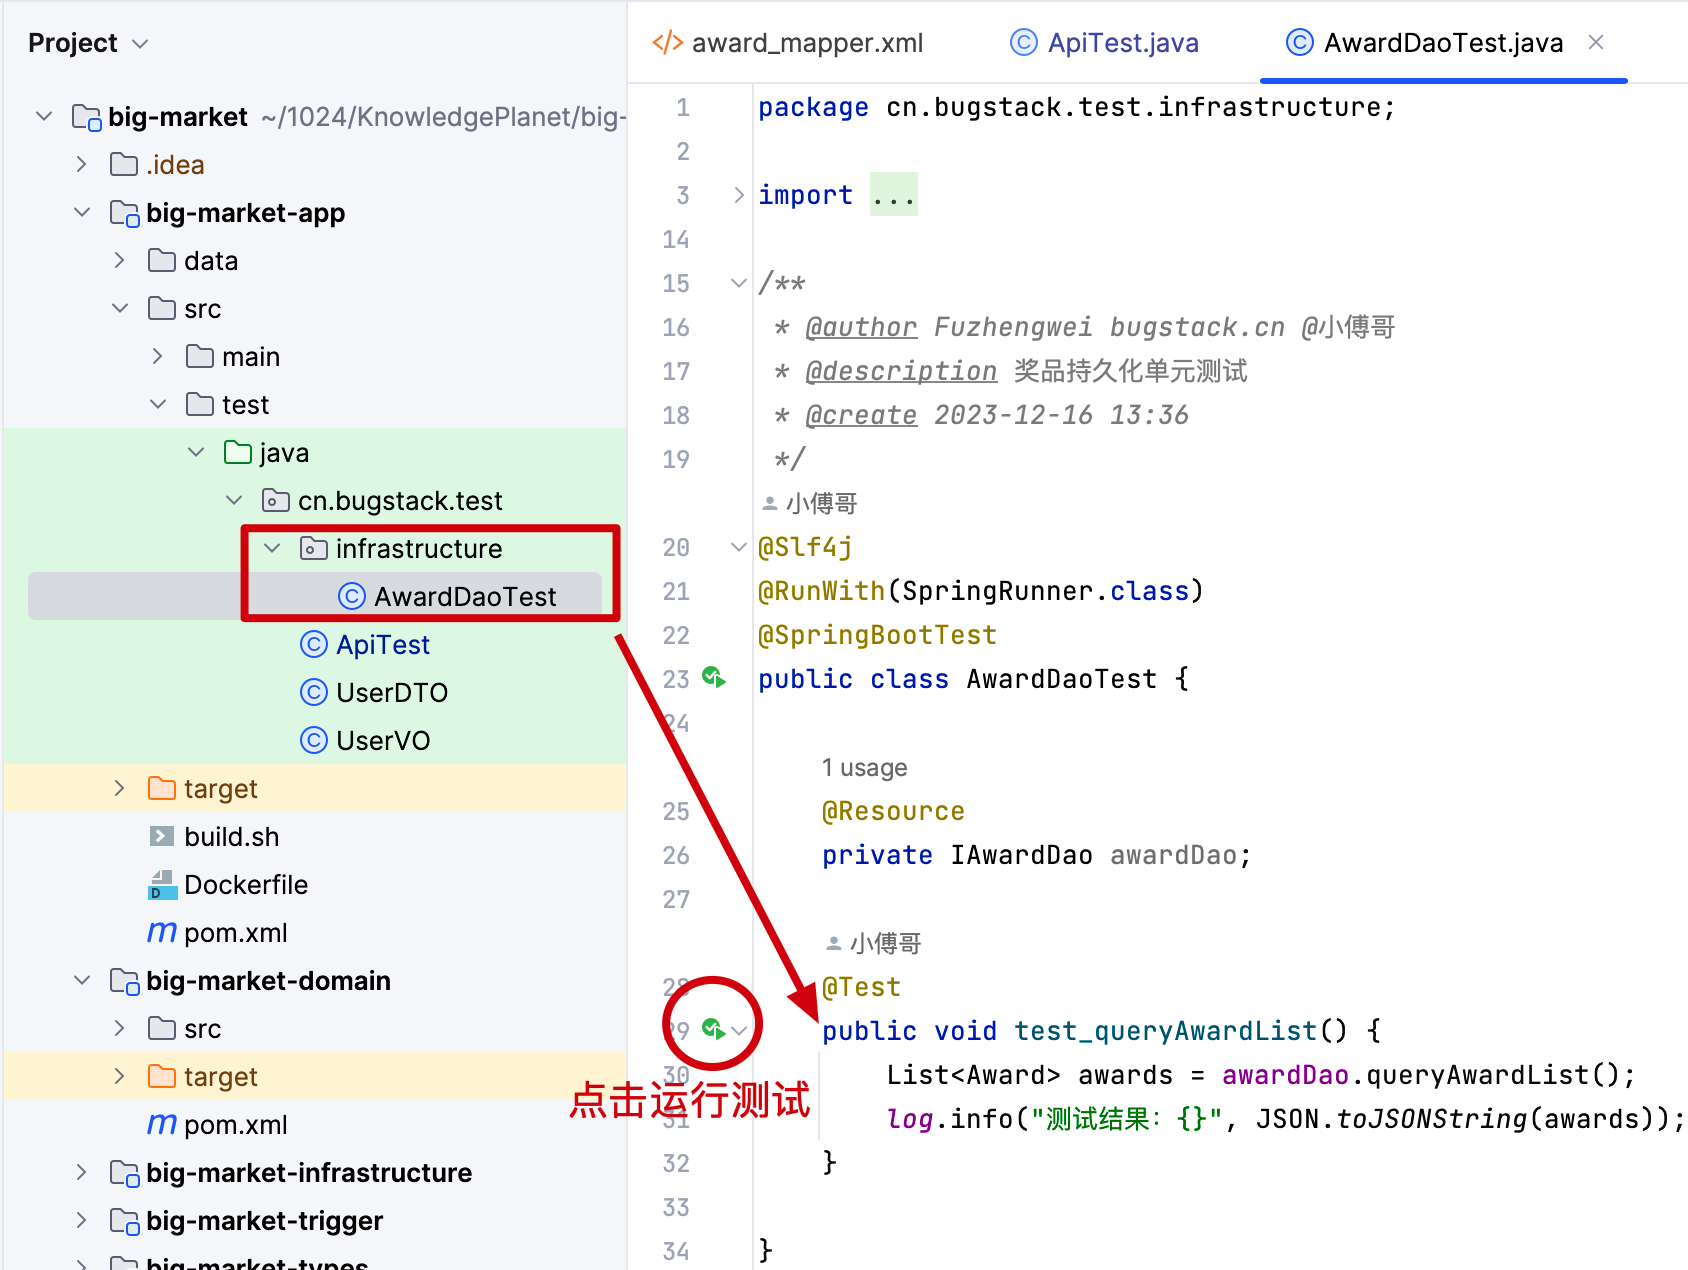 Project
big-market ~/1024/KnowledgePlanet/big-
.idea
big-market-app
data
src
main
test
java
cn.bugstack.test
infrastructure
AwardDaoTest
ApiTest
UserDTO
UserVO
target
build.sh
Dockerfile
pom.xml
big-market-domain
src
target
pom.xml
big-market-infrastructure
big-market-trigger
big-market-types
award_mapper.xml
ApiTest.java
AwardDaoTest.java
1 package cn.bugstack.test.infrastructure;
2
3 import ...
14
15 /**
16 * @author Fuzhengwei bugstack.cn @小傅哥
17 * @description 奖品持久化单元测试
18 * @create 2023-12-16 13:36
19 */
小傅哥
20 @Slf4j
21 @RunWith(SpringRunner.class)
22 @SpringBootTest
23 public class AwardDaoTest {
24
1 usage
25 @Resource
26 private IAwardDao awardDao;
27
小傅哥
28 @Test
29 public void test_queryAwardList() {
30 List<Award> awards = awardDao.queryAwardList();
31 log.info("测试结果: {}", JSON.toJSONString(awards));
32 }
33
34 }
点击运行测试